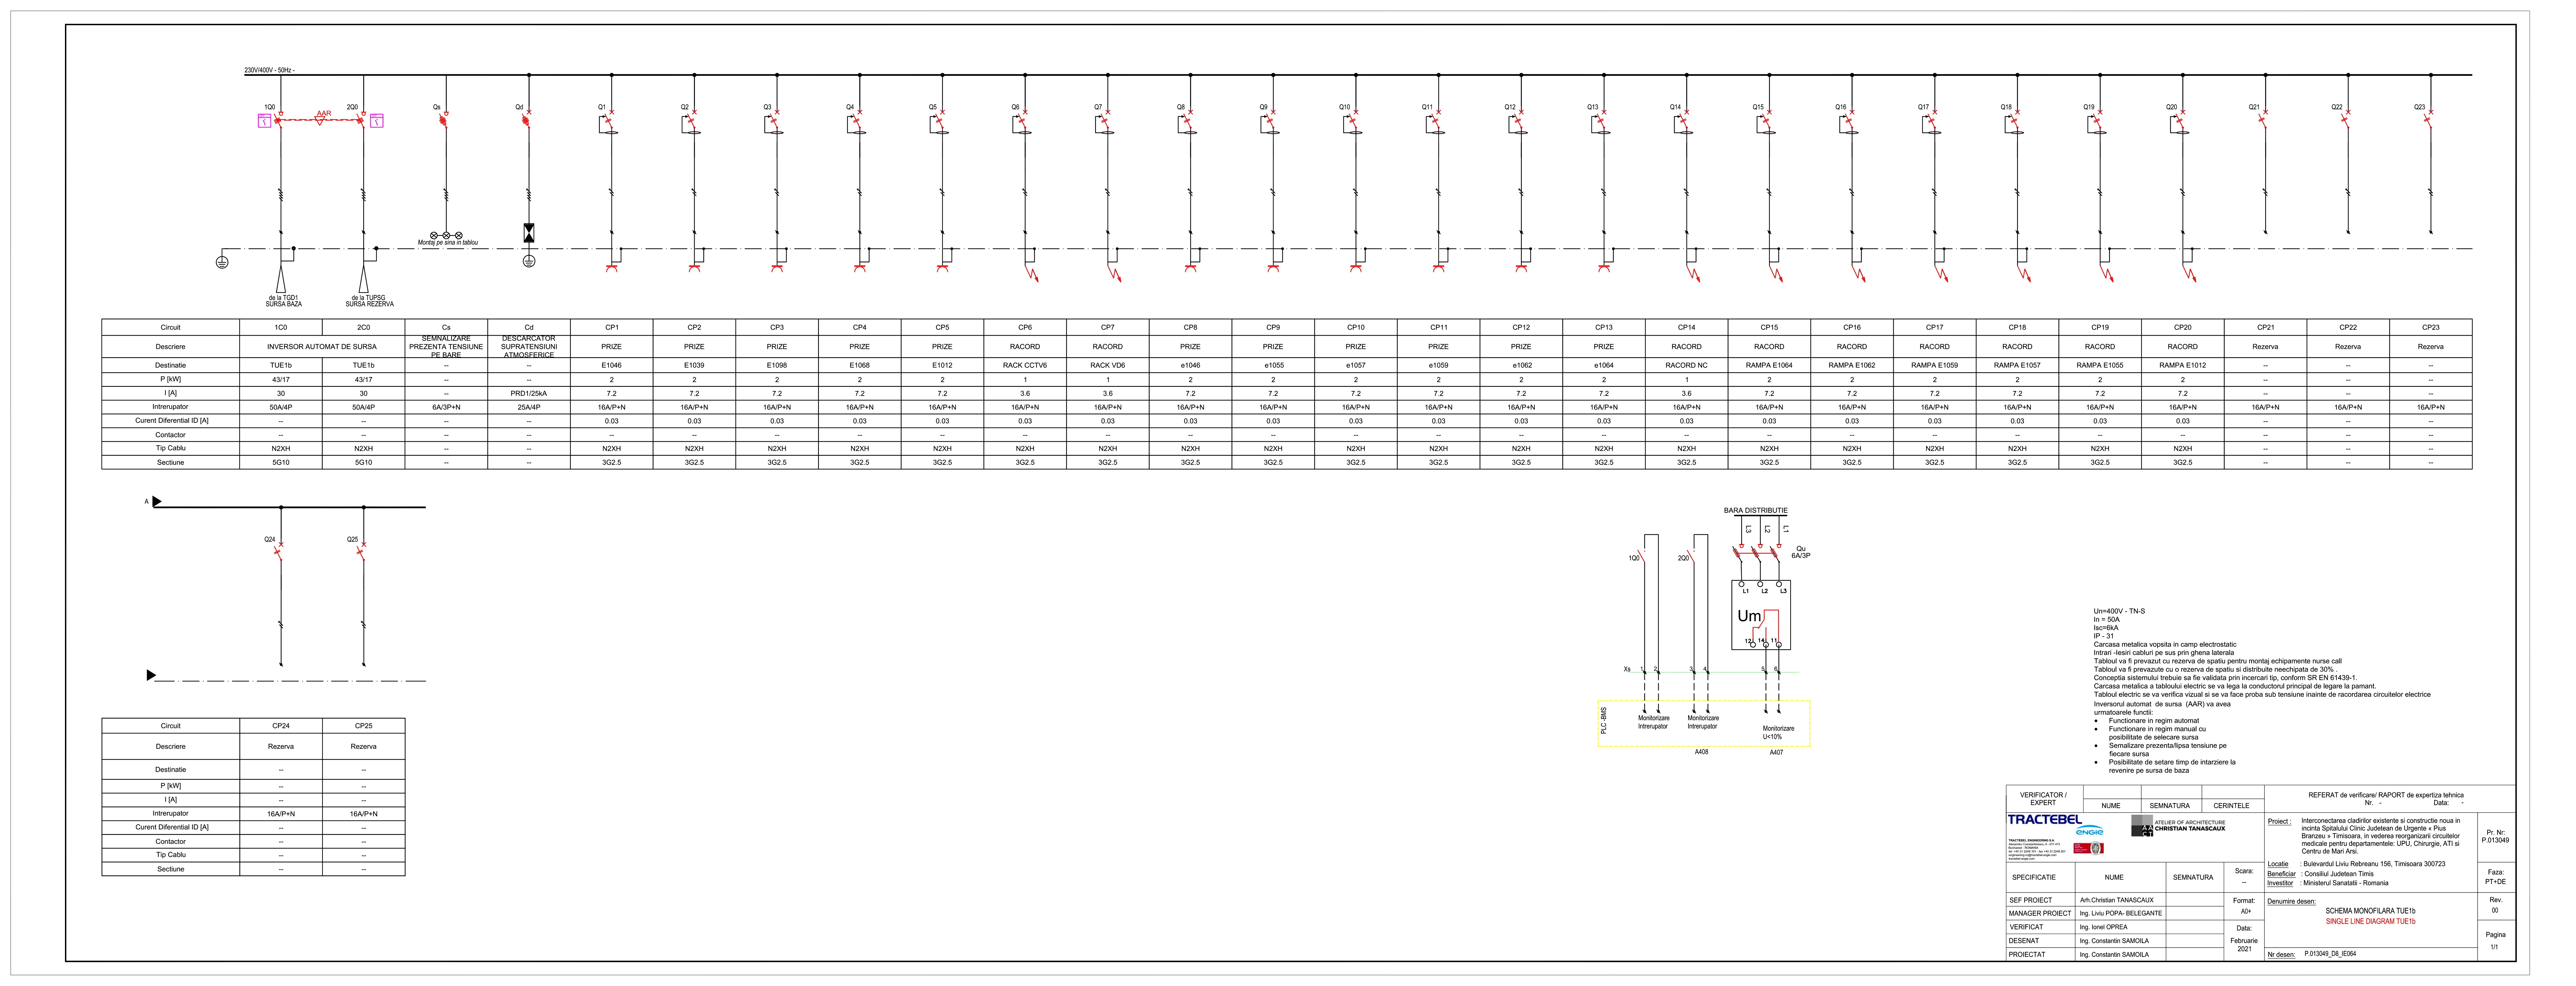 230V/400V - 50Hz -
1Q0 AAR 2Q0 Qs Qd Q1 Q2 Q3 Q4 Q5 Q6 Q7 Q8 Q9 Q10 Q11 Q12 Q13 Q14 Q15 Q16 Q17 Q18 Q19 Q20 Q21 Q22 Q23
Montaj pe sina in tablou
de la TGD1
SURSA BAZA
de la TUPSG
SURSA REZERVA
Circuit 1C0 2C0 Cs Cd CP1 CP2 CP3 CP4 CP5 CP6 CP7 CP8 CP9 CP10 CP11 CP12 CP13 CP14 CP15 CP16 CP17 CP18 CP19 CP20 CP21 CP22 CP23
Descriere INVERSOR AUTOMAT DE SURSA SEMNALIZARE PREZENTA TENSIUNE PE BARE DESCARCATOR SUPRATENSIUNI ATMOSFERICE PRIZE PRIZE PRIZE PRIZE PRIZE RACORD RACORD PRIZE PRIZE PRIZE PRIZE PRIZE PRIZE RACORD RACORD RACORD RACORD RACORD RACORD RACORD Rezerva Rezerva Rezerva
Destinatie TUE1b TUE1b -- -- E1046 E1039 E1098 E1068 E1012 RACK CCTV6 RACK VD6 e1046 e1055 e1057 e1059 e1062 e1064 RACORD NC RAMPA E1064 RAMPA E1062 RAMPA E1059 RAMPA E1057 RAMPA E1055 RAMPA E1012 -- -- --
P [kW] 43/17 43/17 -- -- 2 2 2 2 2 1 1 2 2 2 2 2 2 1 2 2 2 2 2 2 -- -- --
I [A] 30 30 -- PRD1/25kA 7.2 7.2 7.2 7.2 7.2 3.6 3.6 7.2 7.2 7.2 7.2 7.2 7.2 3.6 7.2 7.2 7.2 7.2 7.2 7.2 -- -- --
Intrerupator 50A/4P 50A/4P 6A/3P+N 25A/4P 16A/P+N 16A/P+N 16A/P+N 16A/P+N 16A/P+N 16A/P+N 16A/P+N 16A/P+N 16A/P+N 16A/P+N 16A/P+N 16A/P+N 16A/P+N 16A/P+N 16A/P+N 16A/P+N 16A/P+N 16A/P+N 16A/P+N 16A/P+N 16A/P+N 16A/P+N 16A/P+N
Curent Diferential ID [A] -- -- -- -- 0.03 0.03 0.03 0.03 0.03 0.03 0.03 0.03 0.03 0.03 0.03 0.03 0.03 0.03 0.03 0.03 0.03 0.03 0.03 0.03 -- -- --
Contactor -- -- -- -- -- -- -- -- -- -- -- -- -- -- -- -- -- -- -- -- -- -- -- -- -- -- --
Tip Cablu N2XH N2XH -- -- N2XH N2XH N2XH N2XH N2XH N2XH N2XH N2XH N2XH N2XH N2XH N2XH N2XH N2XH N2XH N2XH N2XH N2XH N2XH N2XH -- -- --
Sectiune 5G10 5G10 -- -- 3G2.5 3G2.5 3G2.5 3G2.5 3G2.5 3G2.5 3G2.5 3G2.5 3G2.5 3G2.5 3G2.5 3G2.5 3G2.5 3G2.5 3G2.5 3G2.5 3G2.5 3G2.5 3G2.5 3G2.5 -- -- --
A
Q24 Q25
Circuit CP24 CP25
Descriere Rezerva Rezerva
Destinatie -- --
P [kW] -- --
I [A] -- --
Intrerupator 16A/P+N 16A/P+N
Curent Diferential ID [A] -- --
Contactor -- --
Tip Cablu -- --
Sectiune -- --
BARA DISTRIBUTIE
L3 L2 L1
1Q0 2Q0
Qu
6A/3P
L1 L2 L3
Um
12 14 11
Xs 1 2 3 4 5 6
PLC -BMS
Monitorizare
Intrerupator
Monitorizare
Intrerupator
Monitorizare
U<10%
A408 A407
Un=400V - TN-S
In = 50A
Isc=6kA
IP - 31
Carcasa metalica vopsita in camp electrostatic
Intrari -Iesiri cabluri pe sus prin ghena laterala
Tabloul va fi prevazut cu rezerva de spatiu pentru montaj echipamente nurse call
Tabloul va fi prevazute cu o rezerva de spatiu si distribuite neechipata de 30% .
Conceptia sistemului trebuie sa fie validata prin incercari tip, conform SR EN 61439-1.
Carcasa metalica a tabloului electric se va lega la conductorul principal de legare la pamant.
Tabloul electric se va verifica vizual si se va face proba sub tensiune inainte de racordarea circuitelor electrice
Inversorul automat de sursa (AAR) va avea
urmatoarele functii:
• Functionare in regim automat
• Functionare in regim manual cu
posibilitate de selecare sursa
• Semalizare prezenta/lipsa tensiune pe
fiecare sursa
• Posibilitate de setare timp de intarziere la
revenire pe sursa de baza
VERIFICATOR /
EXPERT
NUME SEMNATURA CERINTELE
REFERAT de verificare/ RAPORT de expertiza tehnica
Nr. - Data: -
TRACTEBEL
ENGIE
ATELIER OF ARCHITECTURE
CHRISTIAN TANASCAUX
TRACTEBEL ENGINEERING S.A.
Proiect : Interconectarea cladirilor existente si constructie noua in
incinta Spitalului Clinic Judetean de Urgente « Pius
Branzeu » Timisoara, in vederea reorganizarii circuitelor
medicale pentru departamentele: UPU, Chirurgie, ATI si
Centru de Mari Arsi.
Pr. Nr:
P.013049
Locatie : Bulevardul Liviu Rebreanu 156, Timisoara 300723
Beneficiar : Consiliul Judetean Timis
Investitor : Ministerul Sanatatii - Romania
Faza:
PT+DE
SPECIFICATIE NUME SEMNATURA
Scara:
--
SEF PROIECT Arh.Christian TANASCAUX
MANAGER PROIECT Ing. Liviu POPA- BELEGANTE
VERIFICAT Ing. Ionel OPREA
DESENAT Ing. Constantin SAMOILA
PROIECTAT Ing. Constantin SAMOILA
Format:
A0+
Data:
Februarie
2021
Denumire desen:
SCHEMA MONOFILARA TUE1b
SINGLE LINE DIAGRAM TUE1b
Rev.
00
Pagina
1/1
Nr desen: P.013049_D8_IE064